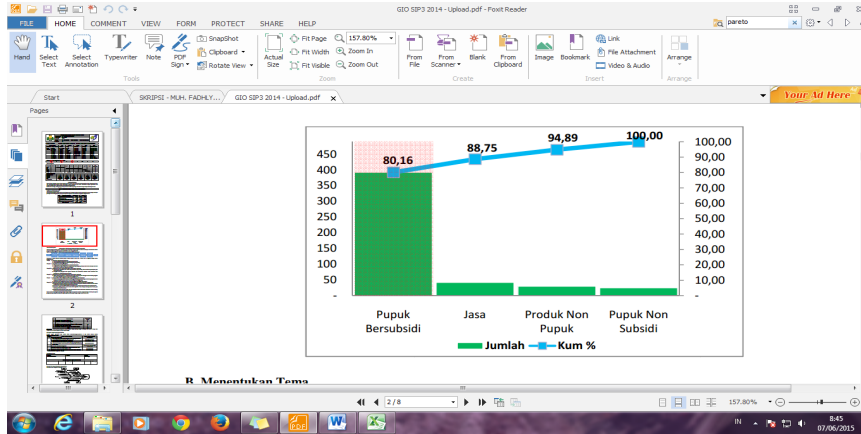 GIO SIP3 2014 - Upload.pdf - Foxit Reader
FILE HOME COMMENT VIEW FORM PROTECT SHARE HELP
pareto
Hand
Select Text
Select Annotation
Typewriter
Note
PDF Sign
SnapShot
Clipboard
Rotate View
Tools
Actual Size
Fit Page
Fit Width
Fit Visible
157.80%
Zoom In
Zoom Out
Zoom
From File
From Scanner
Blank
From Clipboard
Create
Image
Bookmark
Link
File Attachment
Video & Audio
Insert
Arrange
Arrange
Start
SKRIPSI - MUH. FADHLY...
GIO SIP3 2014 - Upload.pdf
Your Ad Here
Pages
1
2
450
400
350
300
250
200
150
100
50
-
80,16
88,75
94,89
100,00
100,00
90,00
80,00
70,00
60,00
50,00
40,00
30,00
20,00
10,00
-
Pupuk Bersubsidi
Jasa
Produk Non Pupuk
Pupuk Non Subsidi
Jumlah
Kum %
B. Menentukan Tema
2 / 8
157.80%
IN
8:45
07/06/2015